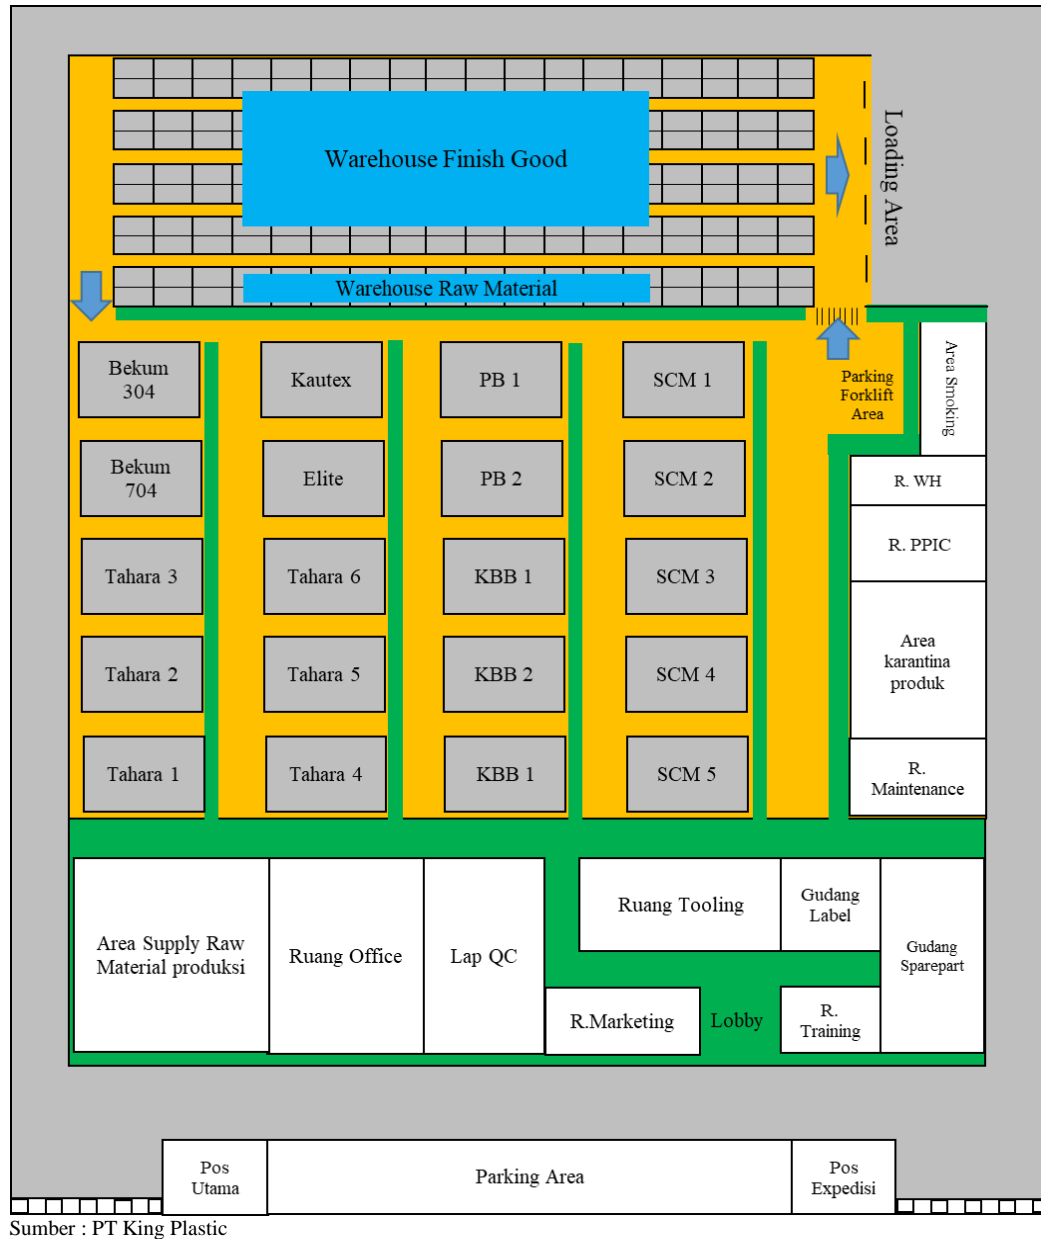 Warehouse Finish Good
Loading Area
Warehouse Raw Material
Bekum
304
Kautex
PB 1
SCM 1
Parking
Forklift
Area
Area Smoking
Bekum
704
Elite
PB 2
SCM 2
R. WH
Tahara 3
Tahara 6
KBB 1
SCM 3
R. PPIC
Tahara 2
Tahara 5
KBB 2
SCM 4
Area
karantina
produk
Tahara 1
Tahara 4
KBB 1
SCM 5
R.
Maintenance
Area Supply Raw
Material produksi
Ruang Office
Lap QC
Ruang Tooling
Gudang
Label
Gudang
Sparepart
R.Marketing
Lobby
R.
Training
Pos
Utama
Parking Area
Pos
Expedisi
Sumber : PT King Plastic